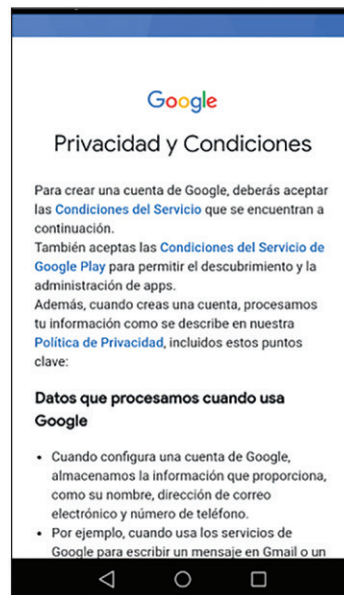 Google
Privacidad y Condiciones
Para crear una cuenta de Google, deberás aceptar
las Condiciones del Servicio que se encuentran a
continuación.
También aceptas las Condiciones del Servicio de
Google Play para permitir el descubrimiento y la
administración de apps.
Además, cuando creas una cuenta, procesamos
tu información como se describe en nuestra
Política de Privacidad, incluidos estos puntos
clave:
Datos que procesamos cuando usa
Google
• Cuando configura una cuenta de Google,
almacenamos la información que proporciona,
como su nombre, dirección de correo
electrónico y número de teléfono.
• Por ejemplo, cuando usa los servicios de
Google para escribir un mensaje en Gmail o un